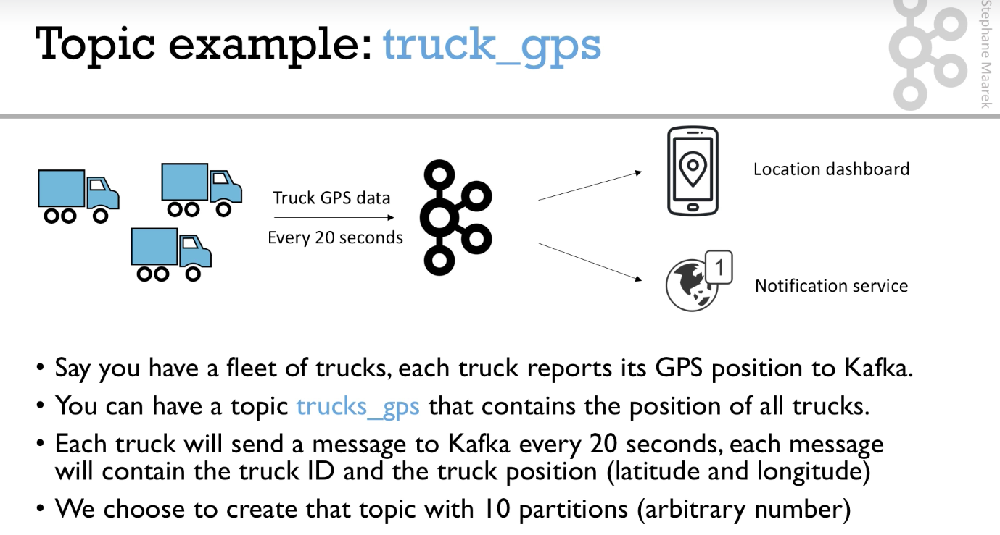 Topic example: truck_gps
Stephane Maarek
Truck GPS data
Every 20 seconds
Location dashboard
1
Notification service
• Say you have a fleet of trucks, each truck reports its GPS position to Kafka.
• You can have a topic trucks_gps that contains the position of all trucks.
• Each truck will send a message to Kafka every 20 seconds, each message
will contain the truck ID and the truck position (latitude and longitude)
• We choose to create that topic with 10 partitions (arbitrary number)